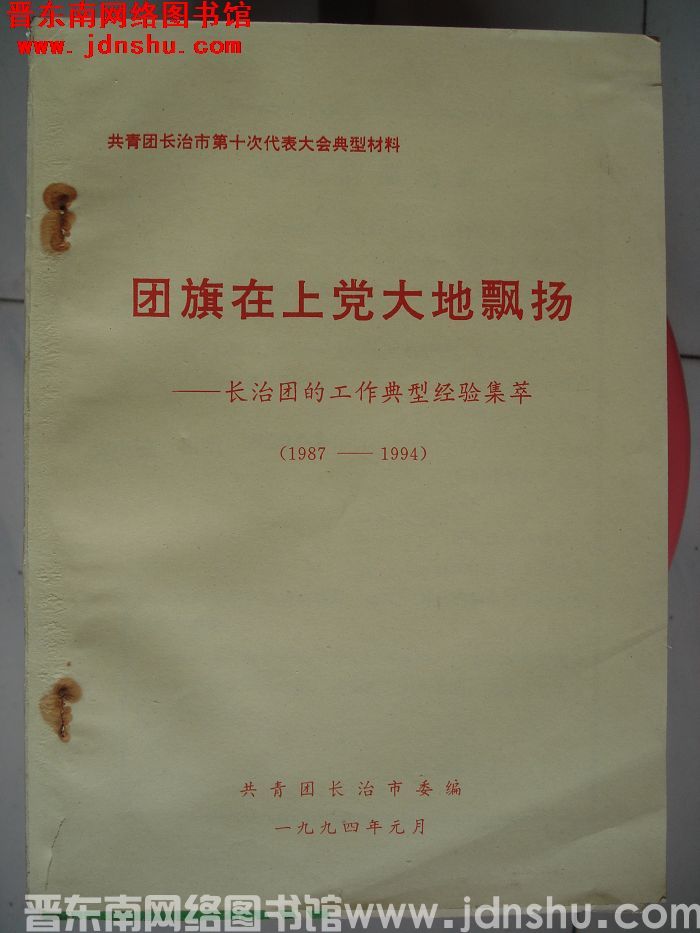 晋东南网络图书馆
www.jdnshu.com
共青团长治市第十次代表大会典型材料
团旗在上党大地飘扬
——长治团的工作典型经验集萃
(1987 —— 1994)
共青团长治市委编
一九九四年元月
晋东南网络图书馆 www.jdnshu.com